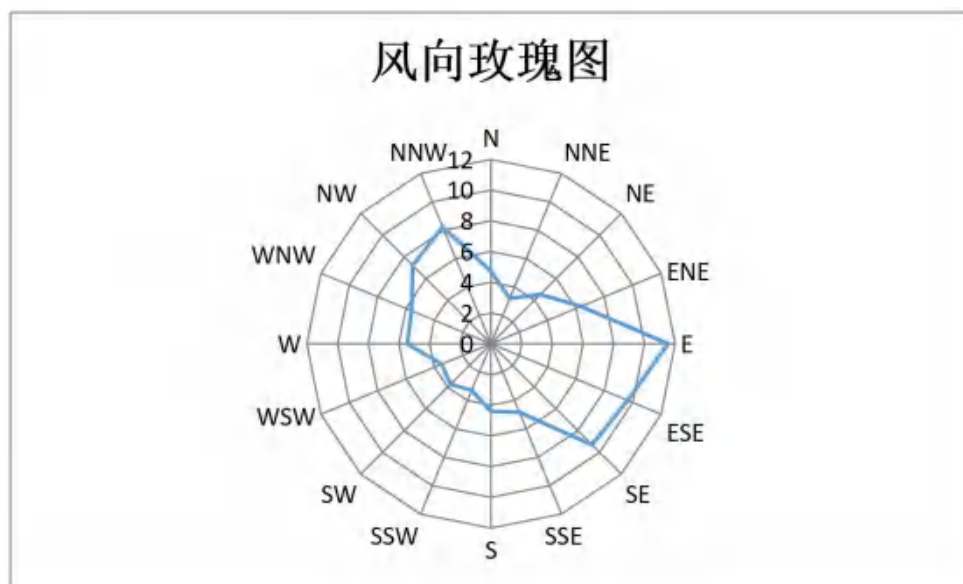 风向玫瑰图
N
NNW 12 NNE
10
NW 8 NE
6
WNW 4 ENE
2
W 0 E
WSW ESE
SW SE
SSW SSE
S